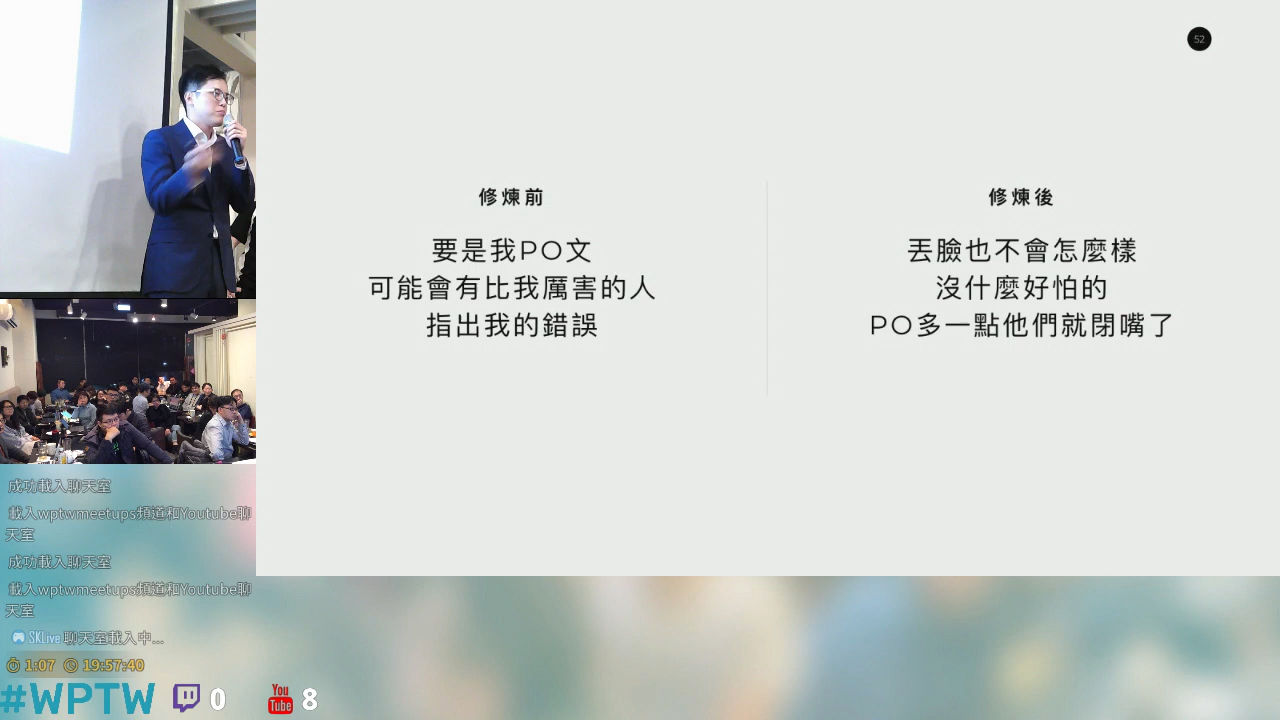 52
修煉前
要是我PO文
可能會有比我厲害的人
指出我的錯誤
修煉後
丟臉也不會怎麼樣
沒什麼好怕的
PO多一點他們就閉嘴了
成功載入聊天室
載入wptwmeetups頻道和Youtube聊
天室
成功載入聊天室
載入wptwmeetups頻道和Youtube聊
天室
SKLive 聊天室載入中...
1:07 19:57:40
#WPTW 0 You Tube 8